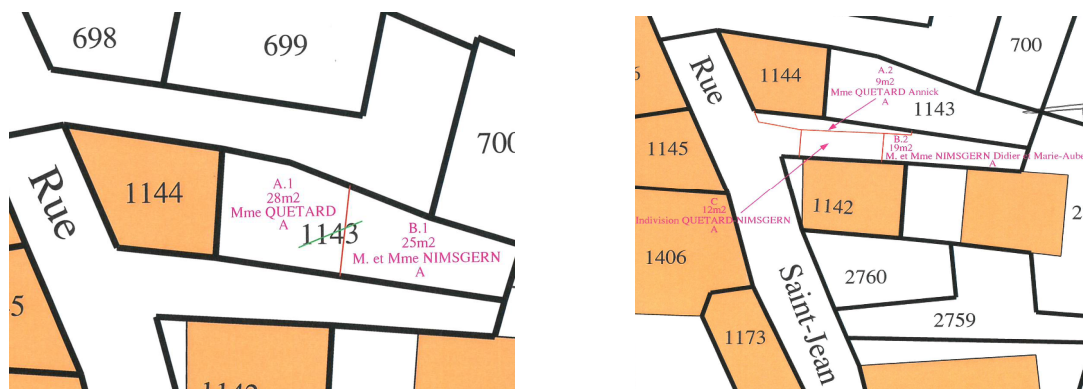 698
699
700
1144
Rue
A.1
28m2
Mme QUETARD
A
1143
B.1
25m2
M. et Mme NIMSGERN
A
5
1142
700
Rue
1144
A.2
9m2
Mme QUETARD Annick
A
1143
B.2
19m2
M. et Mme NIMSGERN Didier & Marie-Aube
A
1145
C
12m2
Indivision QUETARD NIMSGERN
A
1142
2
1406
Saint-Jean
2760
2759
1173